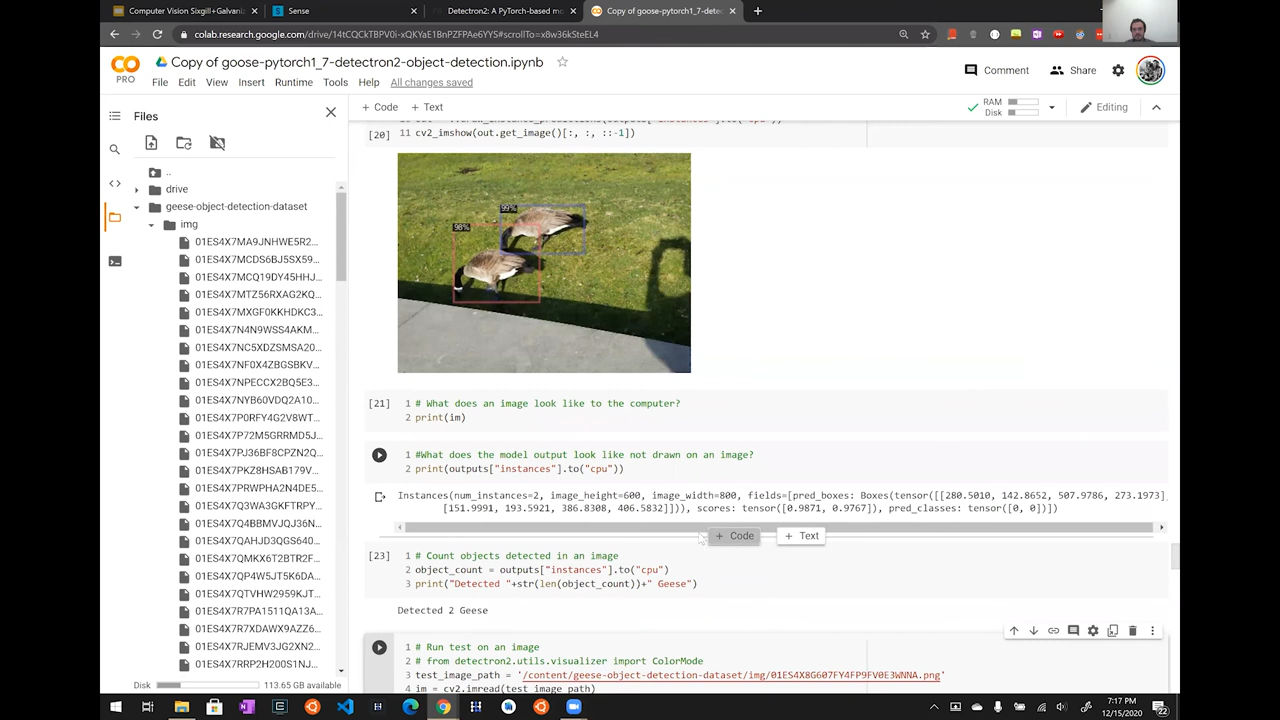 Computer Vision Sixgill+Galvaniz
Sense
Detectron2: A PyTorch-based mo
Copy of goose-pytorch1_7-detec
colab.research.google.com/drive/14tCQCkTBPV0i-xQKYaE1BnPZFPAe6YYS#scrollTo=x8w36kSteEL4
Copy of goose-pytorch1_7-detectron2-object-detection.ipynb
PRO
File Edit View Insert Runtime Tools Help All changes saved
Comment Share
Files
+ Code + Text
RAM
Disk
Editing
..
drive
geese-object-detection-dataset
img
01ES4X7MA9JNHWE5R2...
01ES4X7MCDS6BJ5SX59...
01ES4X7MCQ19DY45HHJ...
01ES4X7MTZ56RXAG2KQ...
01ES4X7MXGF0KKHDKC3...
01ES4X7N4N9WSS4AKM...
01ES4X7NC5XDZSMSA20...
01ES4X7NF0X4ZBGSBKV...
01ES4X7NPECCX2BQ5E3...
01ES4X7NYB60VDQ2A10...
01ES4X7P0RFY4G2V8WT...
01ES4X7P72M5GRRMD5J...
01ES4X7PJ36BF8CPZN2Q...
01ES4X7PKZ8HSAB179V...
01ES4X7PRWPHA2N4DE5...
01ES4X7Q3WA3GKFTRPY...
01ES4X7Q4BBMVJQJ36N...
01ES4X7QAHJD3QGS640...
01ES4X7QMKX6T2BTR2F...
01ES4X7QP4W5JT5K6DA...
01ES4X7QTVHW2959KJT...
01ES4X7R7PA1511QA13A...
01ES4X7R7XDAWX9AZZ6...
01ES4X7RJEMV3JG2XN2...
01ES4X7RRP2H200S1NJ...
Disk 113.65 GB available
[20] 11 cv2_imshow(out.get_image()[:, :, ::-1])
99%
98%
[21] 1 # What does an image look like to the computer?
2 print(im)
1 #What does the model output look like not drawn on an image?
2 print(outputs["instances"].to("cpu"))
Instances(num_instances=2, image_height=600, image_width=800, fields=[pred_boxes: Boxes(tensor([[280.5010, 142.8652, 507.9786, 273.1973],
[151.9991, 193.5921, 386.8308, 406.5832]])), scores: tensor([0.9871, 0.9767]), pred_classes: tensor([0, 0])])
+ Code + Text
[23] 1 # Count objects detected in an image
2 object_count = outputs["instances"].to("cpu")
3 print("Detected "+str(len(object_count))+" Geese")
Detected 2 Geese
1 # Run test on an image
2 # from detectron2.utils.visualizer import ColorMode
3 test_image_path = '/content/geese-object-detection-dataset/img/01ES4X8G607FY4FP9FV0E3WNNA.png'
4 im = cv2.imread(test_image_path)
7:17 PM
12/15/2020
22